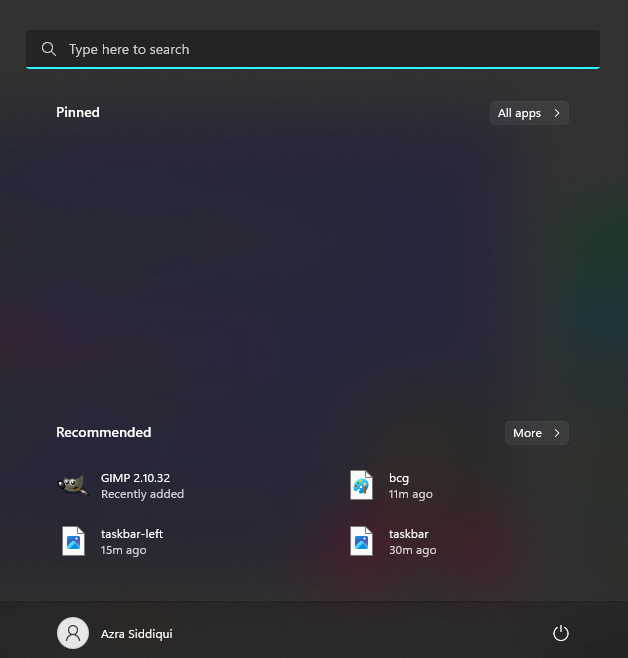 Type here to search
Pinned
All apps
Recommended
More
GIMP 2.10.32
Recently added
bcg
11m ago
taskbar-left
15m ago
taskbar
30m ago
Azra Siddiqui